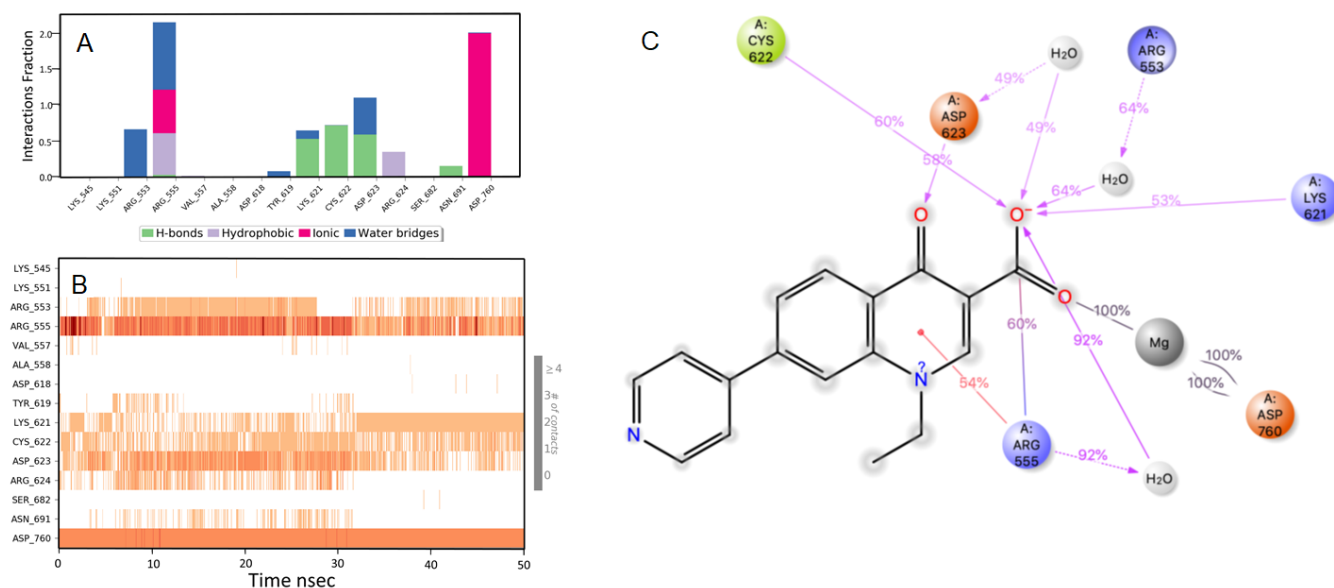 A
Interactions Fraction
2.0
1.5
1.0
0.5
0.0
LYS_545
LYS_551
ARG_553
ARG_555
VAL_557
ALA_558
ASP_618
TYR_619
LYS_621
CYS_622
ASP_623
ARG_624
SER_682
ASN_691
ASP_760
H-bonds Hydrophobic Ionic Water bridges
B
LYS_545
LYS_551
ARG_553
ARG_555
VAL_557
ALA_558
ASP_618
TYR_619
LYS_621
CYS_622
ASP_623
ARG_624
SER_682
ASN_691
ASP_760
0 10 20 30 40 50
Time nsec
≥4
3
2
1
0
# of contacts
C
A:
CYS
622
H₂O
A:
ARG
553
49%
A:
ASP
623
64%
60%
49%
58%
H₂O
64%
A:
LYS
621
53%
O
O⁻
O
100%
Mg
60%
92%
100%
100%
?
N
54%
A:
ASP
760
N
A:
ARG
555
92%
H₂O